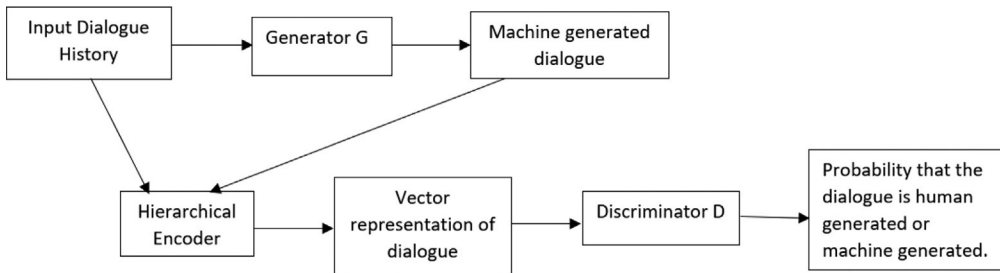 Input Dialogue
History
Generator G
Machine generated
dialogue
Hierarchical
Encoder
Vector
representation of
dialogue
Discriminator D
Probability that the
dialogue is human
generated or
machine generated.